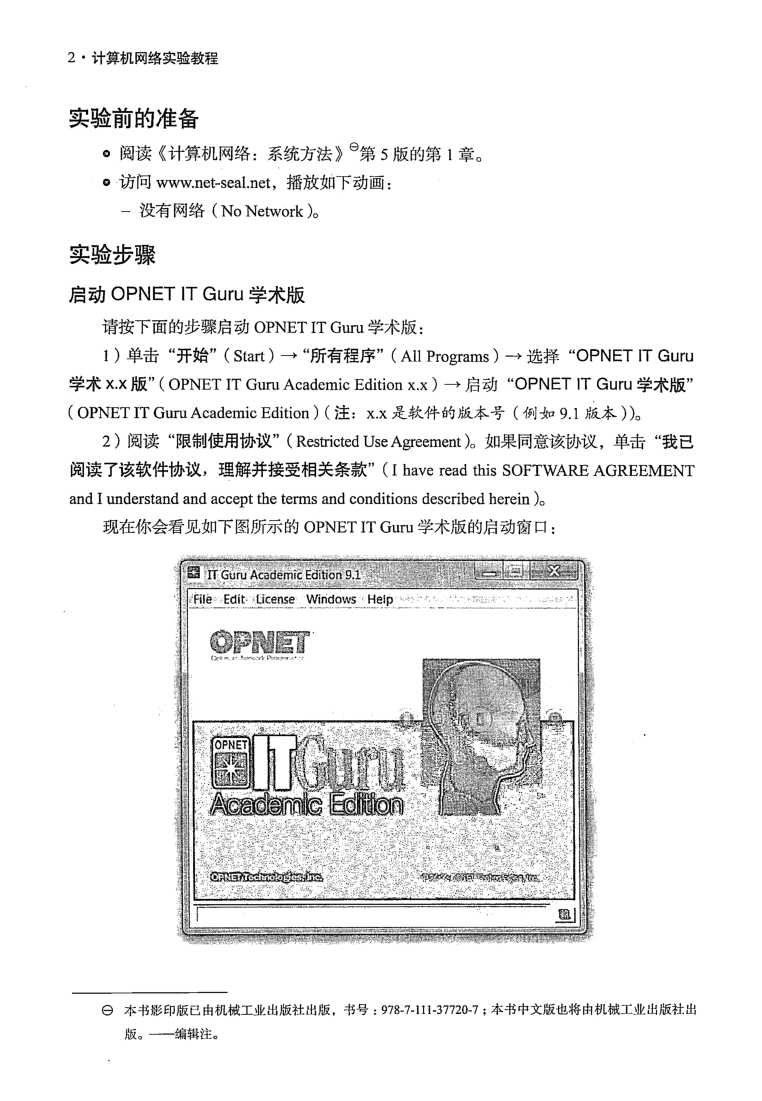 2·计算机网络实验教程
实验前的准备
阅读《计算机网络：系统方法》⊖第 5 版的第 1 章。
访问 www.net-seal.net，播放如下动画：
– 没有网络（No Network）。
实验步骤
启动 OPNET IT Guru 学术版
请按下面的步骤启动 OPNET IT Guru 学术版：
1）单击“开始”（Start）→“所有程序”（All Programs）→ 选择“OPNET IT Guru
学术 x.x 版”（OPNET IT Guru Academic Edition x.x）→ 启动“OPNET IT Guru 学术版”
（OPNET IT Guru Academic Edition）（注：x.x 是软件的版本号（例如 9.1 版本））。
2）阅读“限制使用协议”（Restricted Use Agreement）。如果同意该协议，单击“我已
阅读了该软件协议，理解并接受相关条款”（I have read this SOFTWARE AGREEMENT
and I understand and accept the terms and conditions described herein）。
现在你会看见如下图所示的 OPNET IT Guru 学术版的启动窗口：
IT Guru Academic Edition 9.1
File Edit License Windows Help
OPNET
OPNET
IT Guru
Academic Edition
OPNET Technologies, Inc.
⊖ 本书影印版已由机械工业出版社出版，书号：978-7-111-37720-7；本书中文版也将由机械工业出版社出
版。——编辑注。